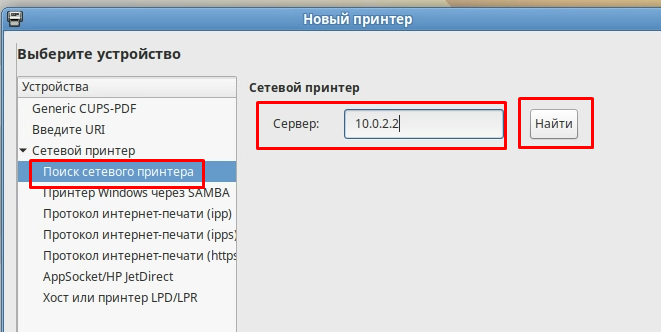 Новый принтер
Выберите устройство
Устройства
Generic CUPS-PDF
Введите URI
Сетевой принтер
Поиск сетевого принтера
Принтер Windows через SAMBA
Протокол интернет-печати (ipp)
Протокол интернет-печати (ipps)
Протокол интернет-печати (https
AppSocket/HP JetDirect
Хост или принтер LPD/LPR
Сетевой принтер
Сервер: 10.0.2.2 Найти